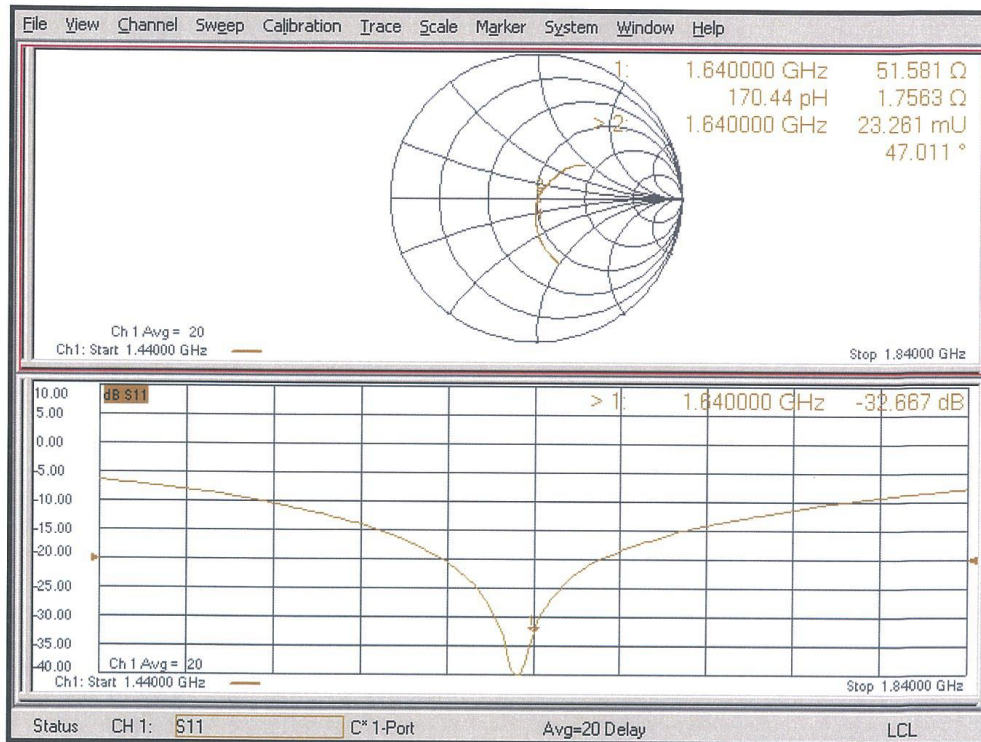 File View Channel Sweep Calibration Trace Scale Marker System Window Help
1: 1.640000 GHz 51.581 Ω
170.44 pH 1.7563 Ω
> 2: 1.640000 GHz 23.261 mU
47.011 °
Ch 1 Avg = 20
Ch1: Start 1.44000 GHz Stop 1.84000 GHz
10.00 dB S11 > 1: 1.640000 GHz -32.667 dB
5.00
0.00
-5.00
-10.00
-15.00
-20.00
-25.00
-30.00
-35.00
-40.00 Ch 1 Avg = 20
Ch1: Start 1.44000 GHz Stop 1.84000 GHz
Status CH 1: S11 C* 1-Port Avg=20 Delay LCL